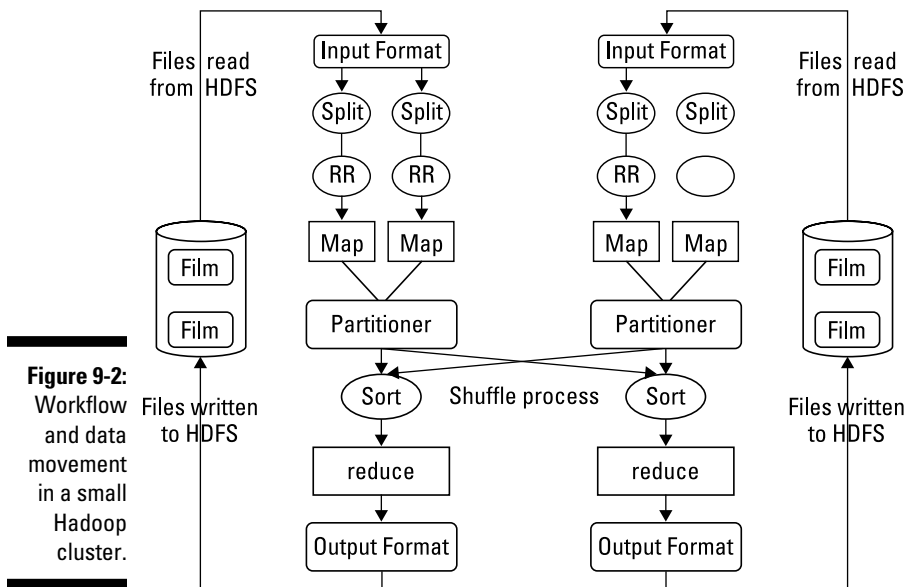 Files read
from HDFS
Input Format
Split Split
RR RR
Map Map
Partitioner
Film
Film
Input Format
Split Split
RR
Map Map
Partitioner
Files read
from HDFS
Film
Film
Sort
Shuffle process
Sort
reduce
reduce
Output Format
Output Format
Files written
to HDFS
Files written
to HDFS
Figure 9-2:
Workflow
and data
movement
in a small
Hadoop
cluster.